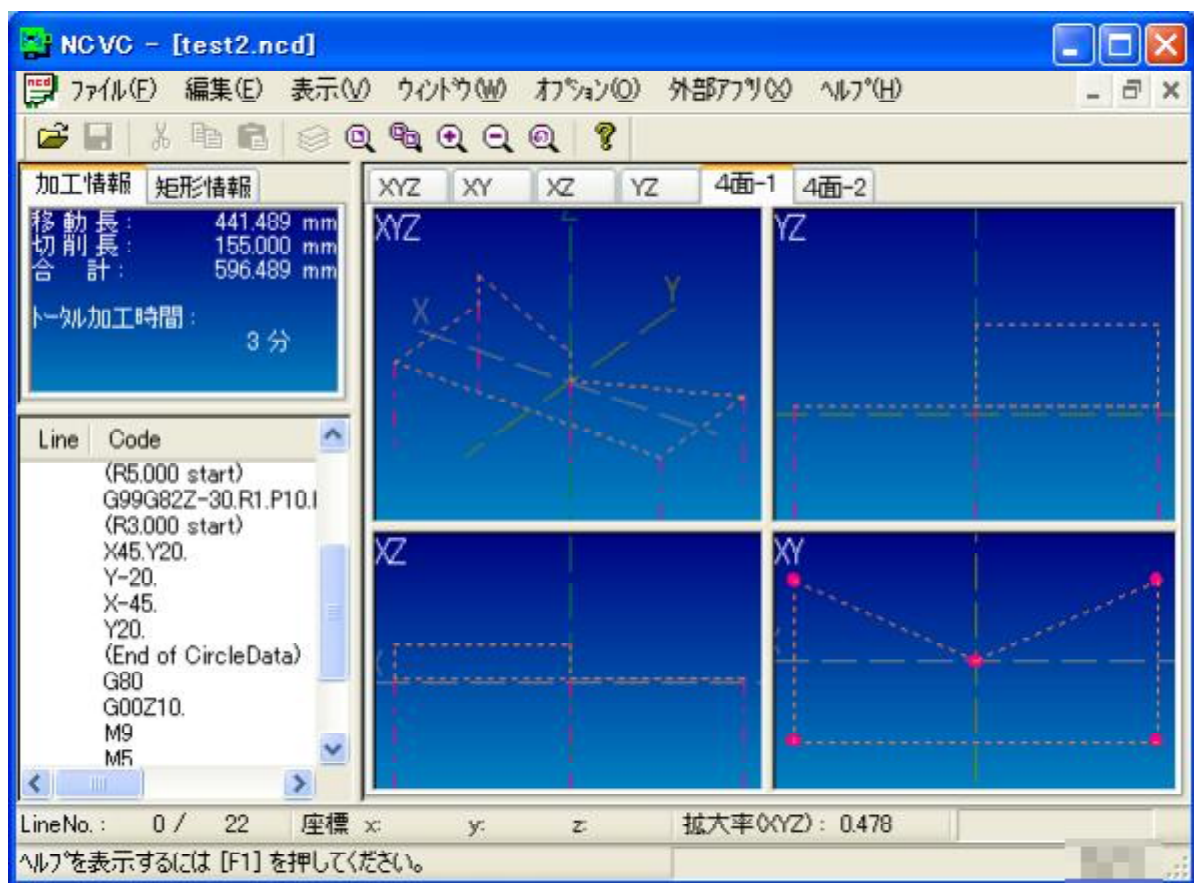 NCVC - [test2.ncd]
ncd ファイル(F) 編集(E) 表示(V) ウィンドウ(W) オプション(O) 外部アプリ(X) ヘルプ(H)
加工情報 矩形情報
移動長: 441.489 mm
切削長: 155.000 mm
合 計: 596.489 mm
トータル加工時間:
3 分
Line Code
(R5.000 start)
G99G82Z-30.R1.P10.
(R3.000 start)
X45.Y20.
Y-20.
X-45.
Y20.
(End of CircleData)
G80
G00Z10.
M9
M5
XYZ XY XZ YZ 4面-1 4面-2
XYZ
X
Y
Z
YZ
XZ
XY
LineNo.: 0 / 22 座標 x: y: z: 拡大率(XYZ): 0.478
ヘルプを表示するには [F1] を押してください。